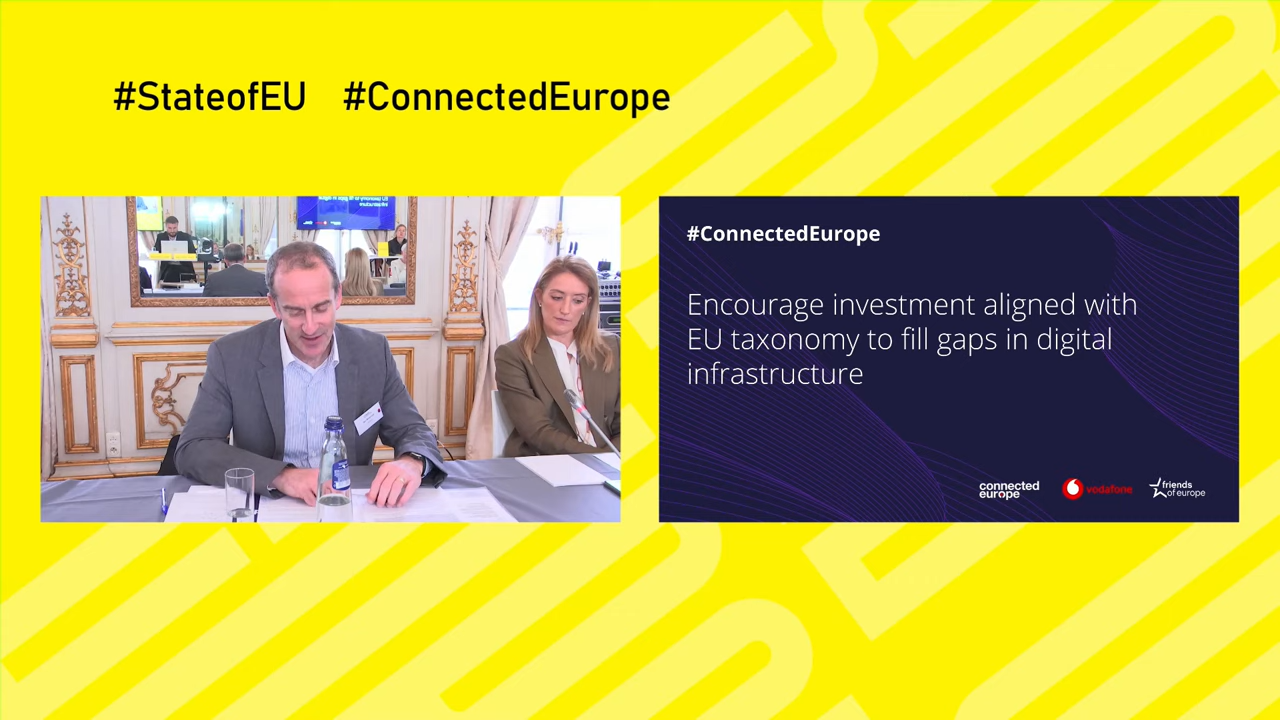 #StateofEU #ConnectedEurope
#ConnectedEurope
Encourage investment aligned with
EU taxonomy to fill gaps in digital
infrastructure
connected
europe
vodafone
friends
of europe